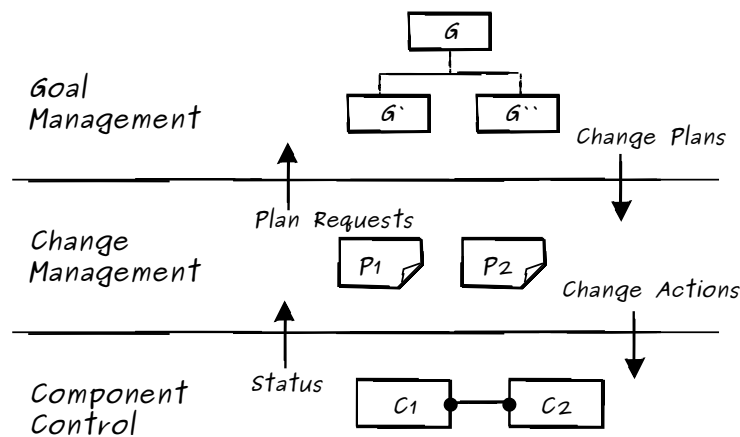 G
Goal
Management
G` G``
Change Plans
Plan Requests
Change
Management
P1 P2
Change Actions
Status
Component
Control
C1 C2